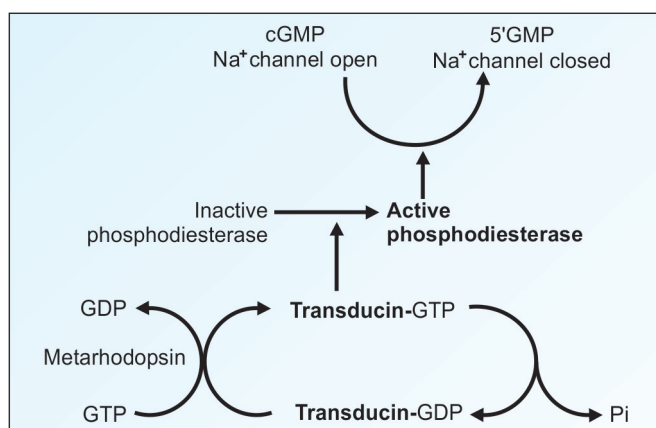 cGMP
Na+ channel open
5'GMP
Na+ channel closed
Inactive
phosphodiesterase
Active
phosphodiesterase
GDP
Transducin-GTP
Metarhodopsin
GTP
Transducin-GDP
Pi